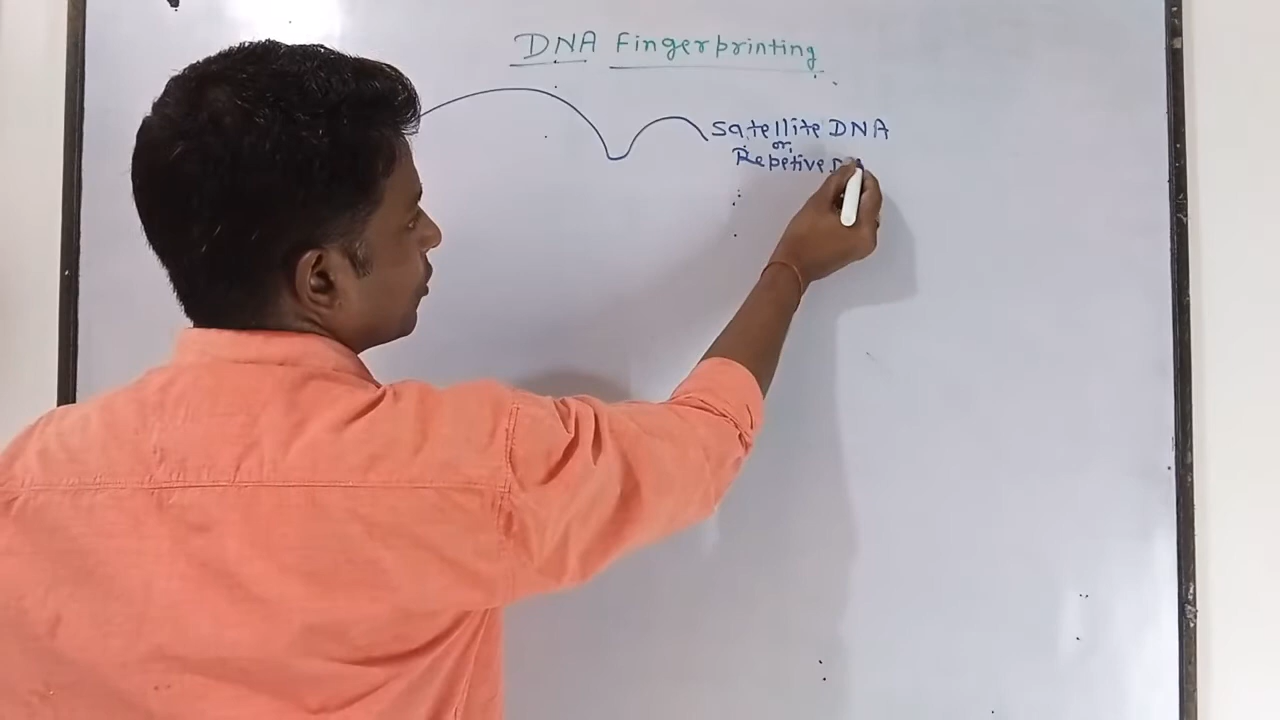 DNA Fingerprinting
Satellite DNA
or
Repetive